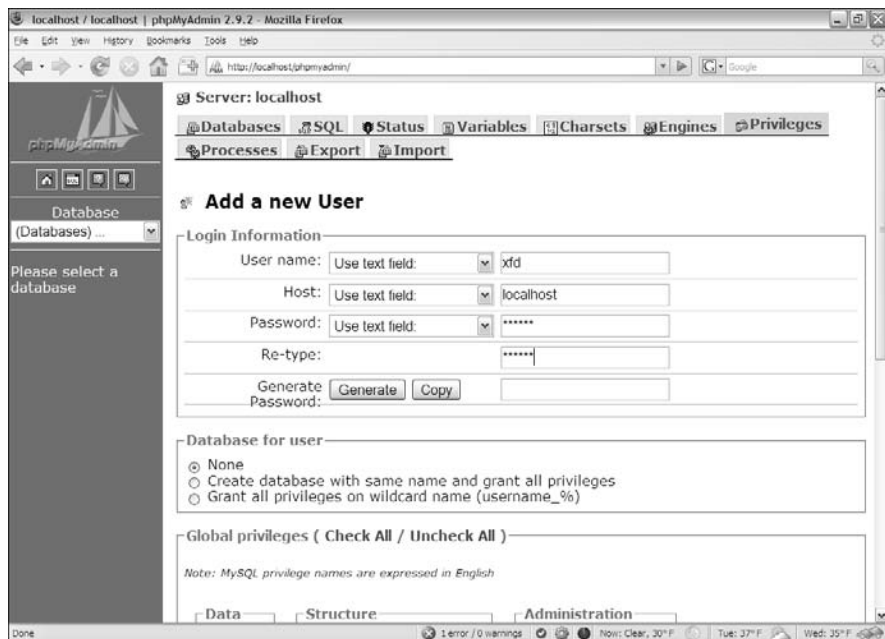 localhost / localhost | phpMyAdmin 2.9.2 - Mozilla Firefox
File Edit View History Bookmarks Tools Help
http://localhost/phpmyadmin/
Google
phpMyAdmin
Database
(Databases) ...
Please select a
database
Server: localhost
Databases SQL Status Variables Charsets Engines Privileges
Processes Export Import
Add a new User
Login Information
User name: Use text field: xfd
Host: Use text field: localhost
Password: Use text field: ******
Re-type: ******
Generate
Password: Generate Copy
Database for user
None
Create database with same name and grant all privileges
Grant all privileges on wildcard name (username_%)
Global privileges ( Check All / Uncheck All )
Note: MySQL privilege names are expressed in English
Data Structure Administration
Done 1 error / 0 warnings Now: Clear, 30° F Tue: 37° F Wed: 35° F